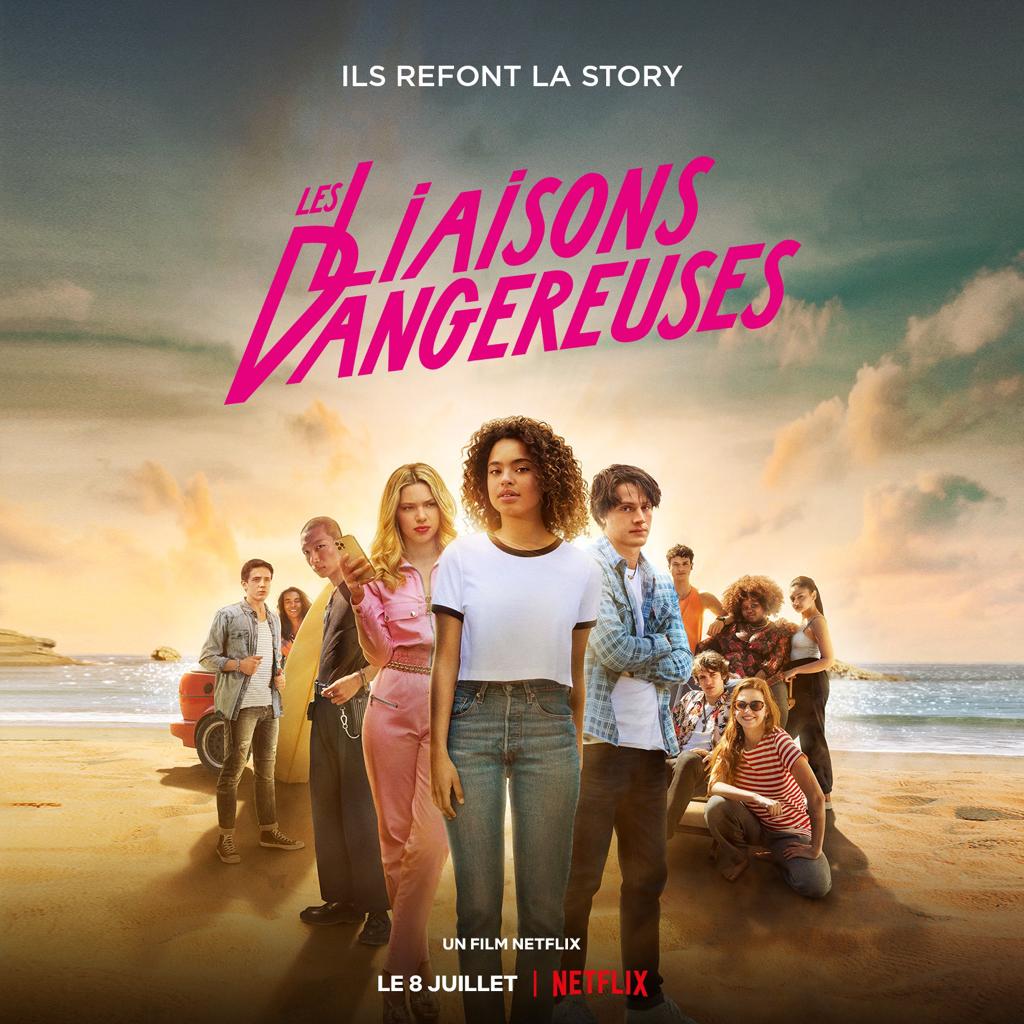 ILS REFONT LA STORY
LES LIAISONS
DANGEREUSES
UN FILM NETFLIX
LE 8 JUILLET | NETFLIX